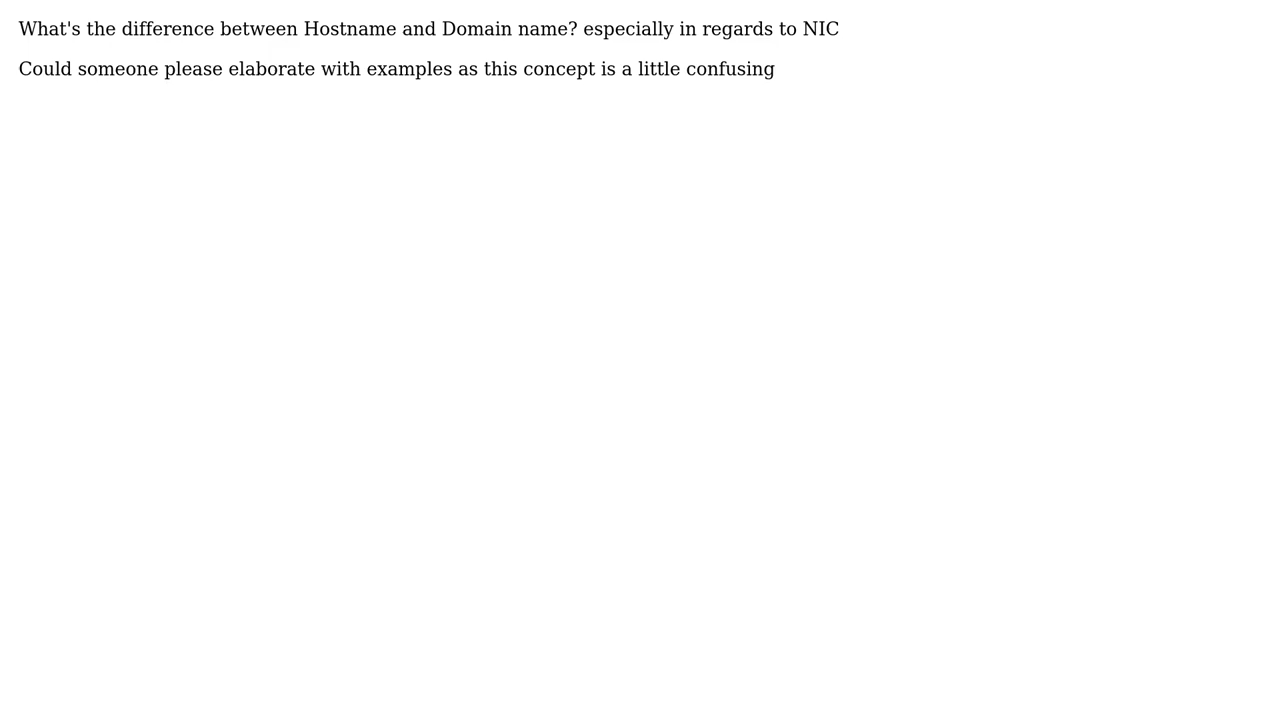 What's the difference between Hostname and Domain name? especially in regards to NIC
Could someone please elaborate with examples as this concept is a little confusing